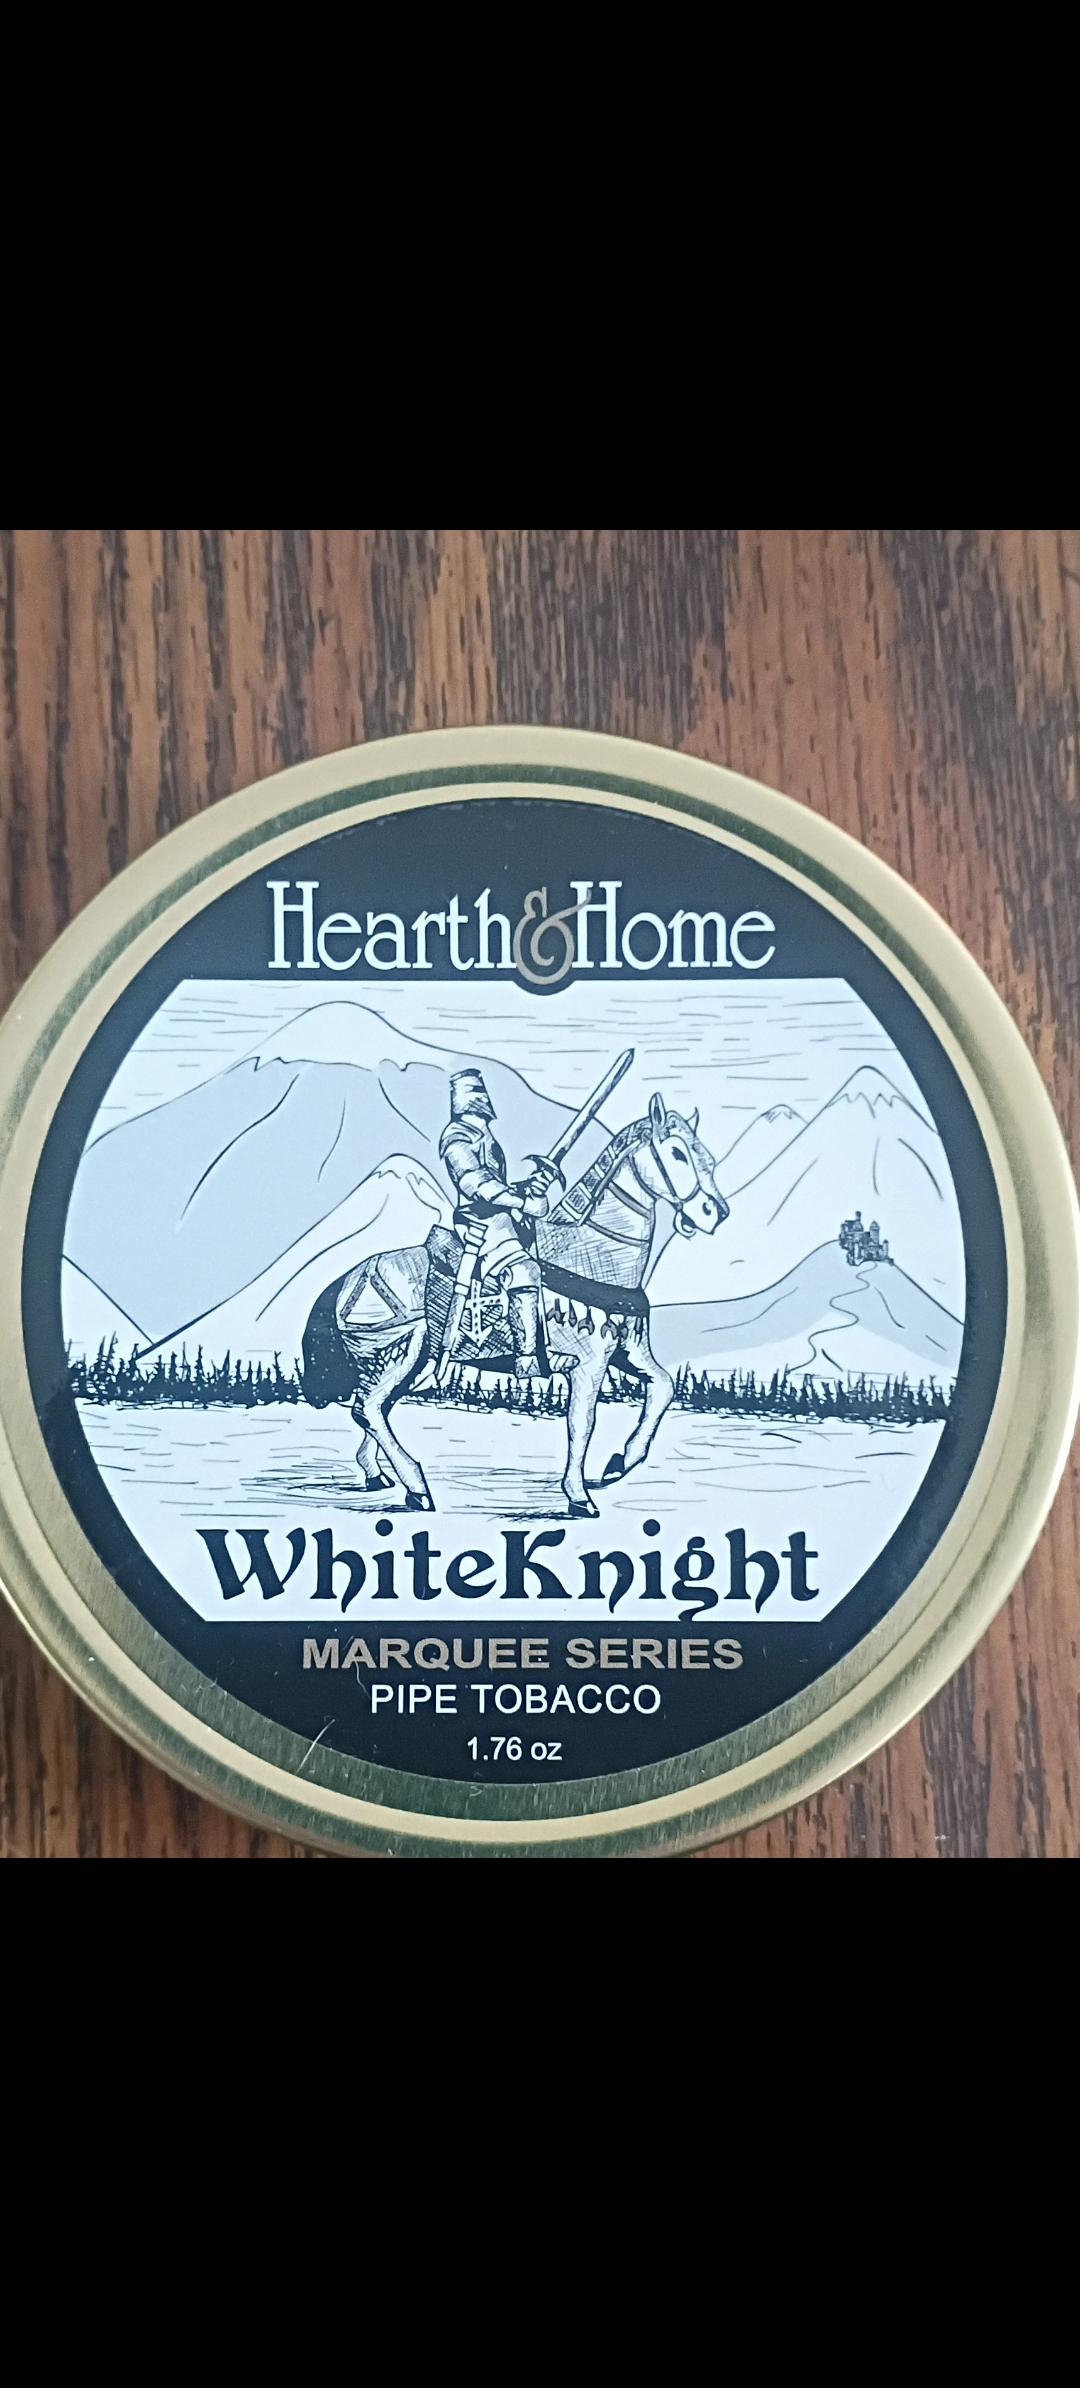 Hearth & Home
WhiteKnight
MARQUEE SERIES
PIPE TOBACCO
1.76 oz